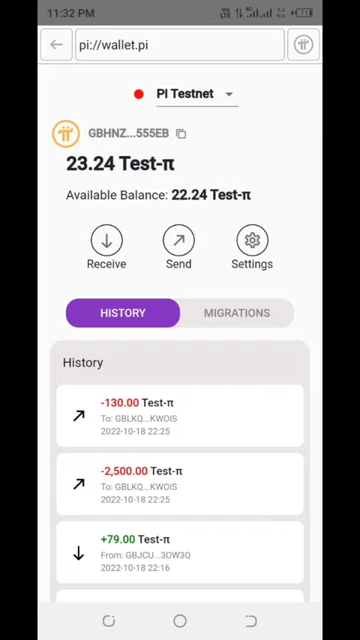 11:32 PM
pi://wallet.pi
Pi Testnet
GBHNZ...555EB
23.24 Test-π
Available Balance: 22.24 Test-π
Receive
Send
Settings
HISTORY
MIGRATIONS
History
-130.00 Test-π
To: GBLKQ...KWOIS
2022-10-18 22:25
-2,500.00 Test-π
To: GBLKQ...KWOIS
2022-10-18 22:25
+79.00 Test-π
From: GBJCU...3OW3Q
2022-10-18 22:16